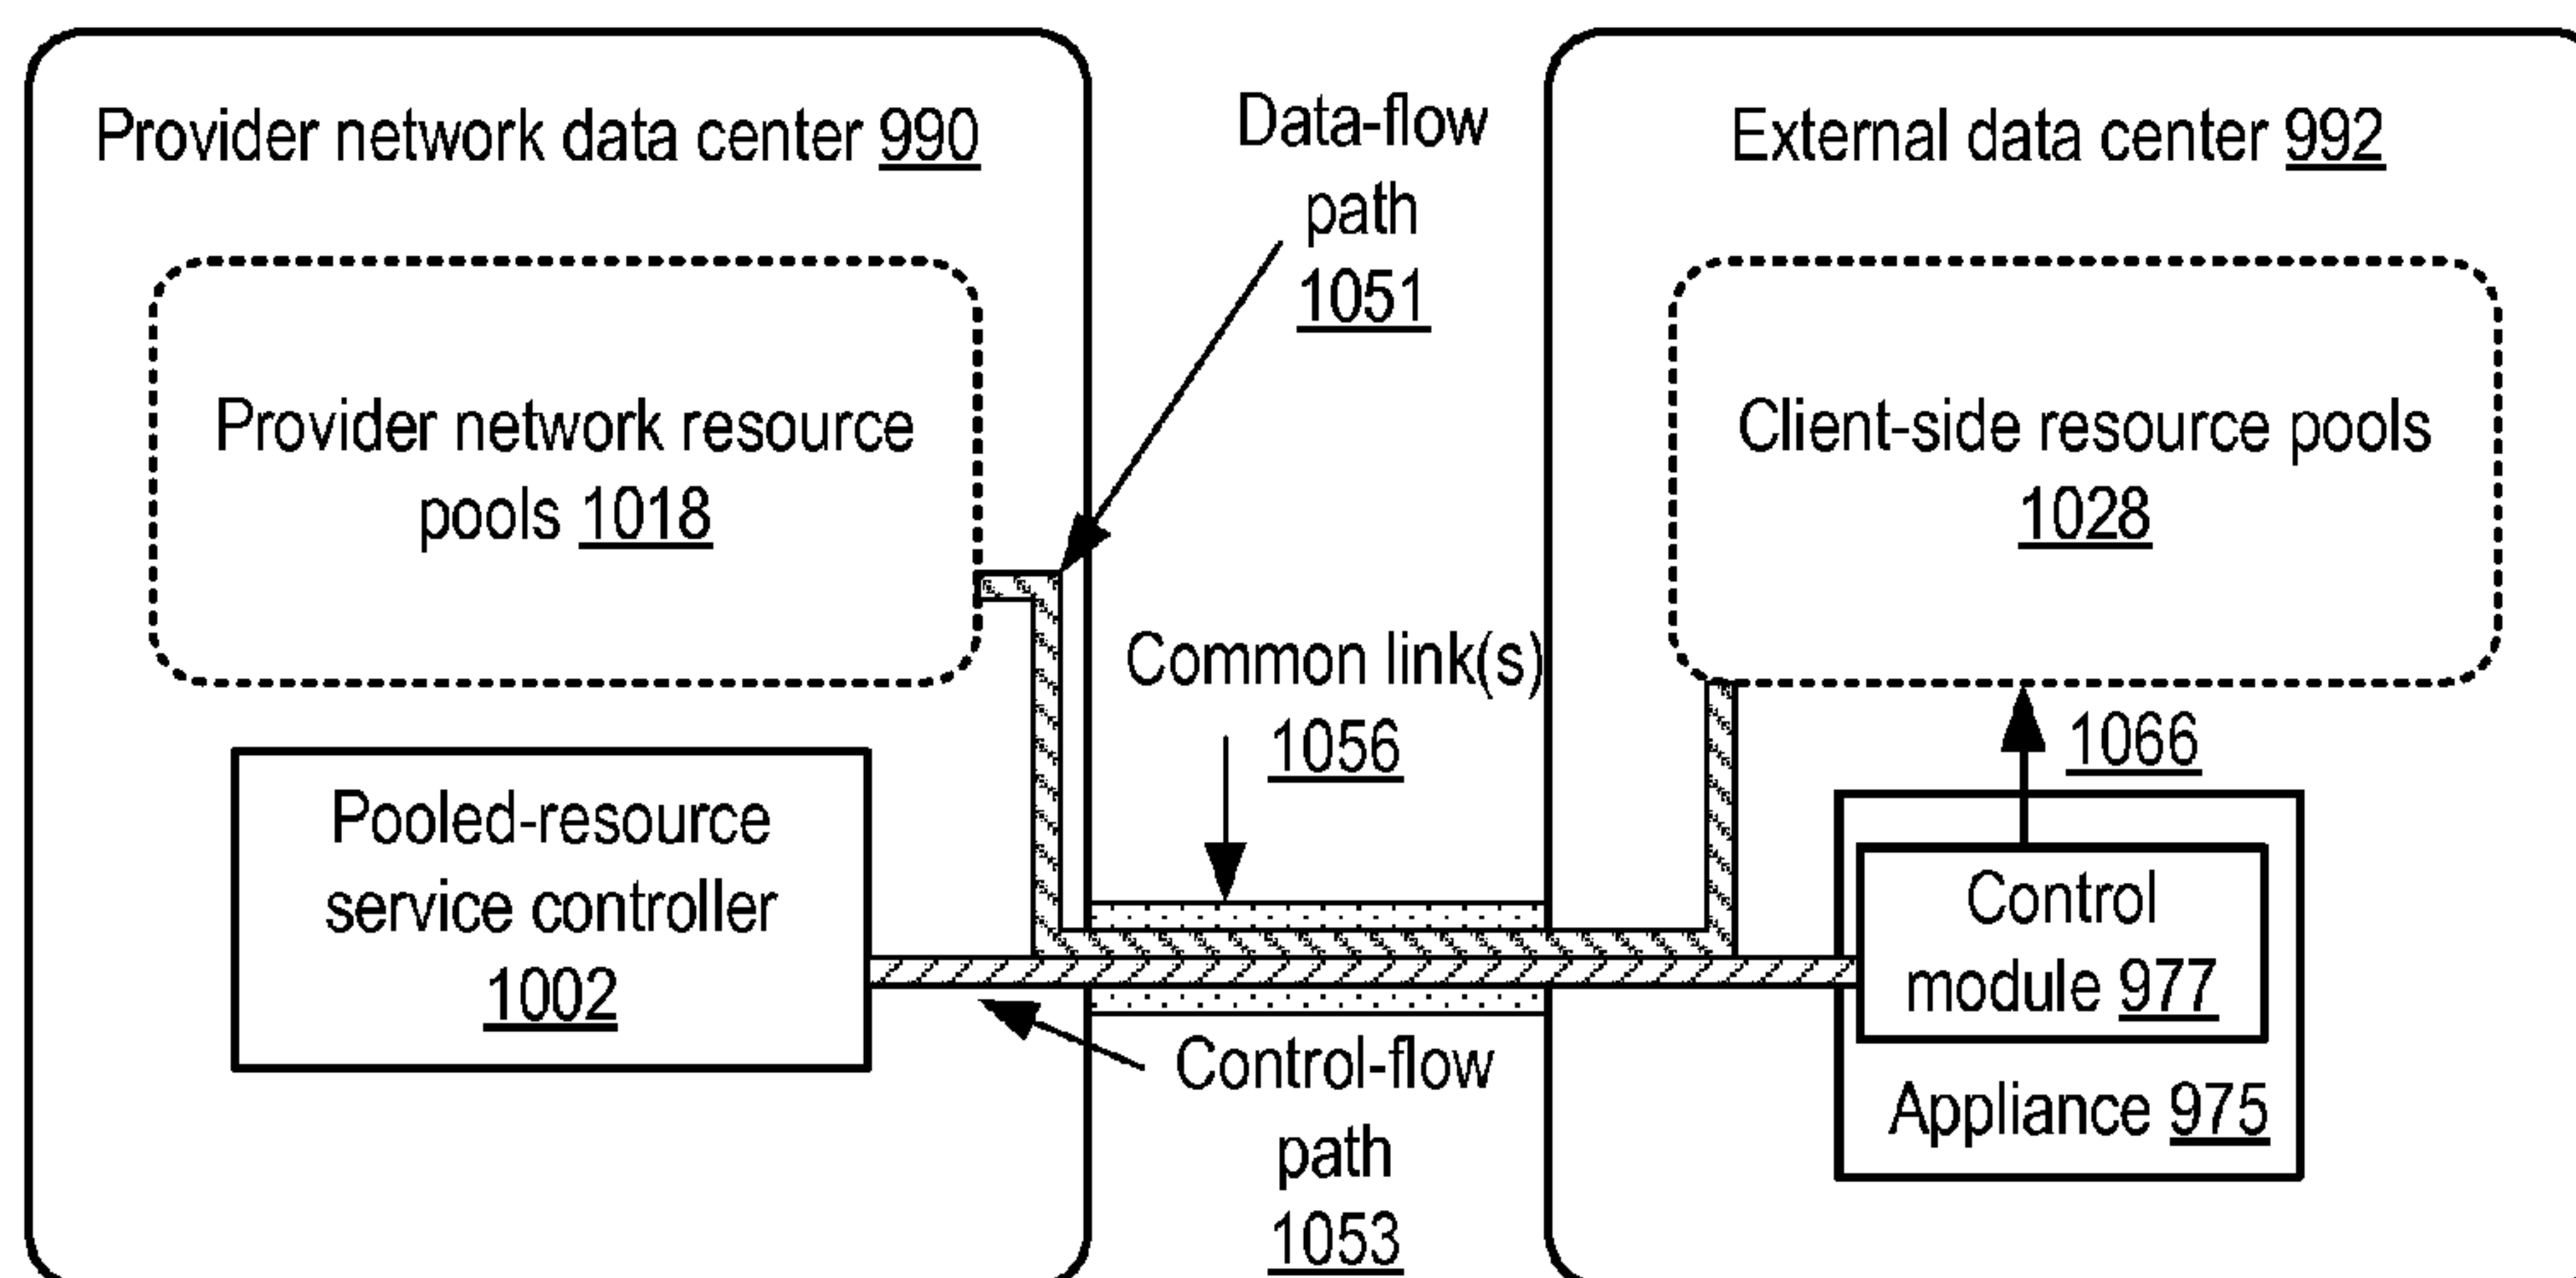 Provider network data center 990
Provider network resource
pools 1018
Pooled-resource
service controller
1002
Data-flow
path
1051
Common link(s)
1056
Control-flow
path
1053
External data center 992
Client-side resource pools
1028
1066
Control
module 977
Appliance 975